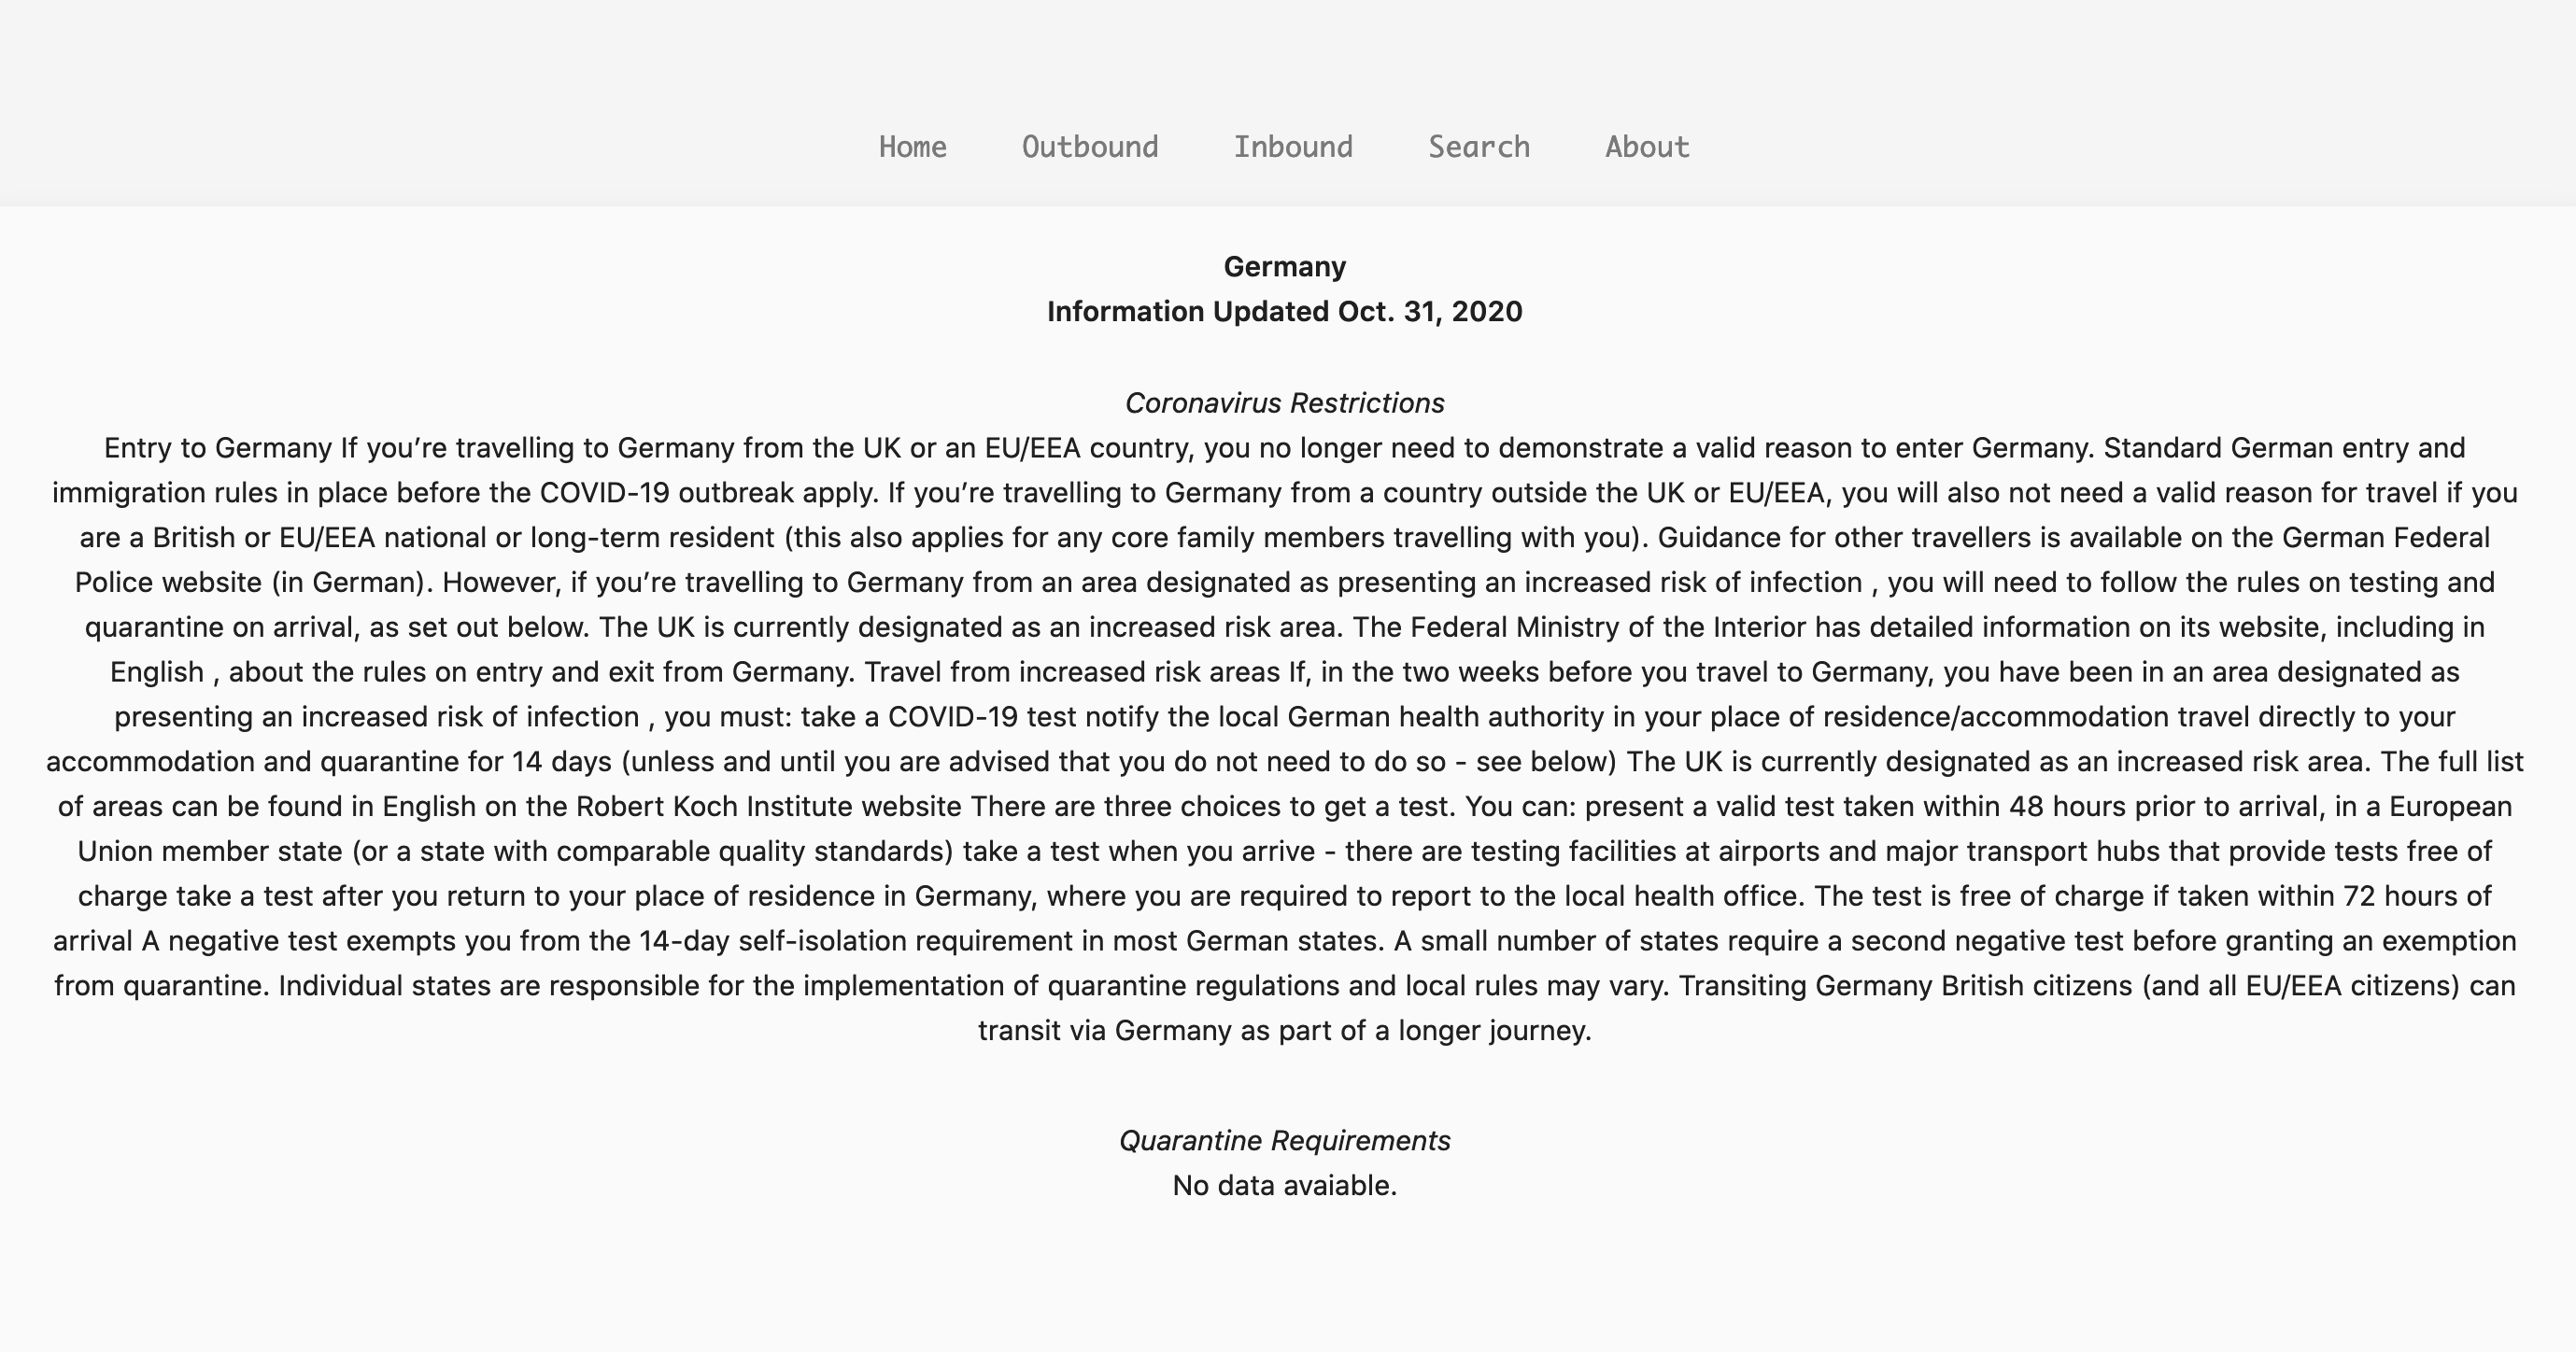 Home Outbound Inbound Search About
Germany
Information Updated Oct. 31, 2020
Coronavirus Restrictions
Entry to Germany If you’re travelling to Germany from the UK or an EU/EEA country, you no longer need to demonstrate a valid reason to enter Germany. Standard German entry and
immigration rules in place before the COVID-19 outbreak apply. If you’re travelling to Germany from a country outside the UK or EU/EEA, you will also not need a valid reason for travel if you
are a British or EU/EEA national or long-term resident (this also applies for any core family members travelling with you). Guidance for other travellers is available on the German Federal
Police website (in German). However, if you’re travelling to Germany from an area designated as presenting an increased risk of infection , you will need to follow the rules on testing and
quarantine on arrival, as set out below. The UK is currently designated as an increased risk area. The Federal Ministry of the Interior has detailed information on its website, including in
English , about the rules on entry and exit from Germany. Travel from increased risk areas If, in the two weeks before you travel to Germany, you have been in an area designated as
presenting an increased risk of infection , you must: take a COVID-19 test notify the local German health authority in your place of residence/accommodation travel directly to your
accommodation and quarantine for 14 days (unless and until you are advised that you do not need to do so - see below) The UK is currently designated as an increased risk area. The full list
of areas can be found in English on the Robert Koch Institute website There are three choices to get a test. You can: present a valid test taken within 48 hours prior to arrival, in a European
Union member state (or a state with comparable quality standards) take a test when you arrive - there are testing facilities at airports and major transport hubs that provide tests free of
charge take a test after you return to your place of residence in Germany, where you are required to report to the local health office. The test is free of charge if taken within 72 hours of
arrival A negative test exempts you from the 14-day self-isolation requirement in most German states. A small number of states require a second negative test before granting an exemption
from quarantine. Individual states are responsible for the implementation of quarantine regulations and local rules may vary. Transiting Germany British citizens (and all EU/EEA citizens) can
transit via Germany as part of a longer journey.
Quarantine Requirements
No data avaiable.